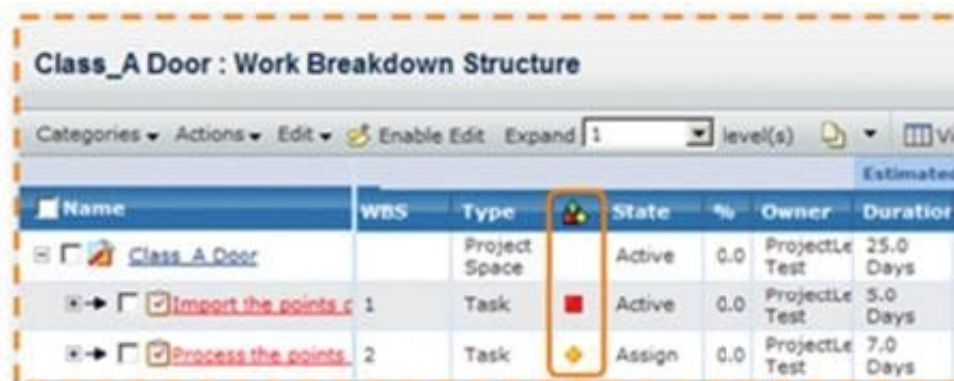 Class_A Door : Work Breakdown Structure
Categories Actions Edit Enable Edit Expand 1 level(s)
Estimated
Name WBS Type State % Owner Duration
Class_A Door Project Space Active 0.0 ProjectLe Test 25.0 Days
Import the points c 1 Task Active 0.0 ProjectLe Test 5.0 Days
Process the points 2 Task Assign 0.0 ProjectLe Test 7.0 Days